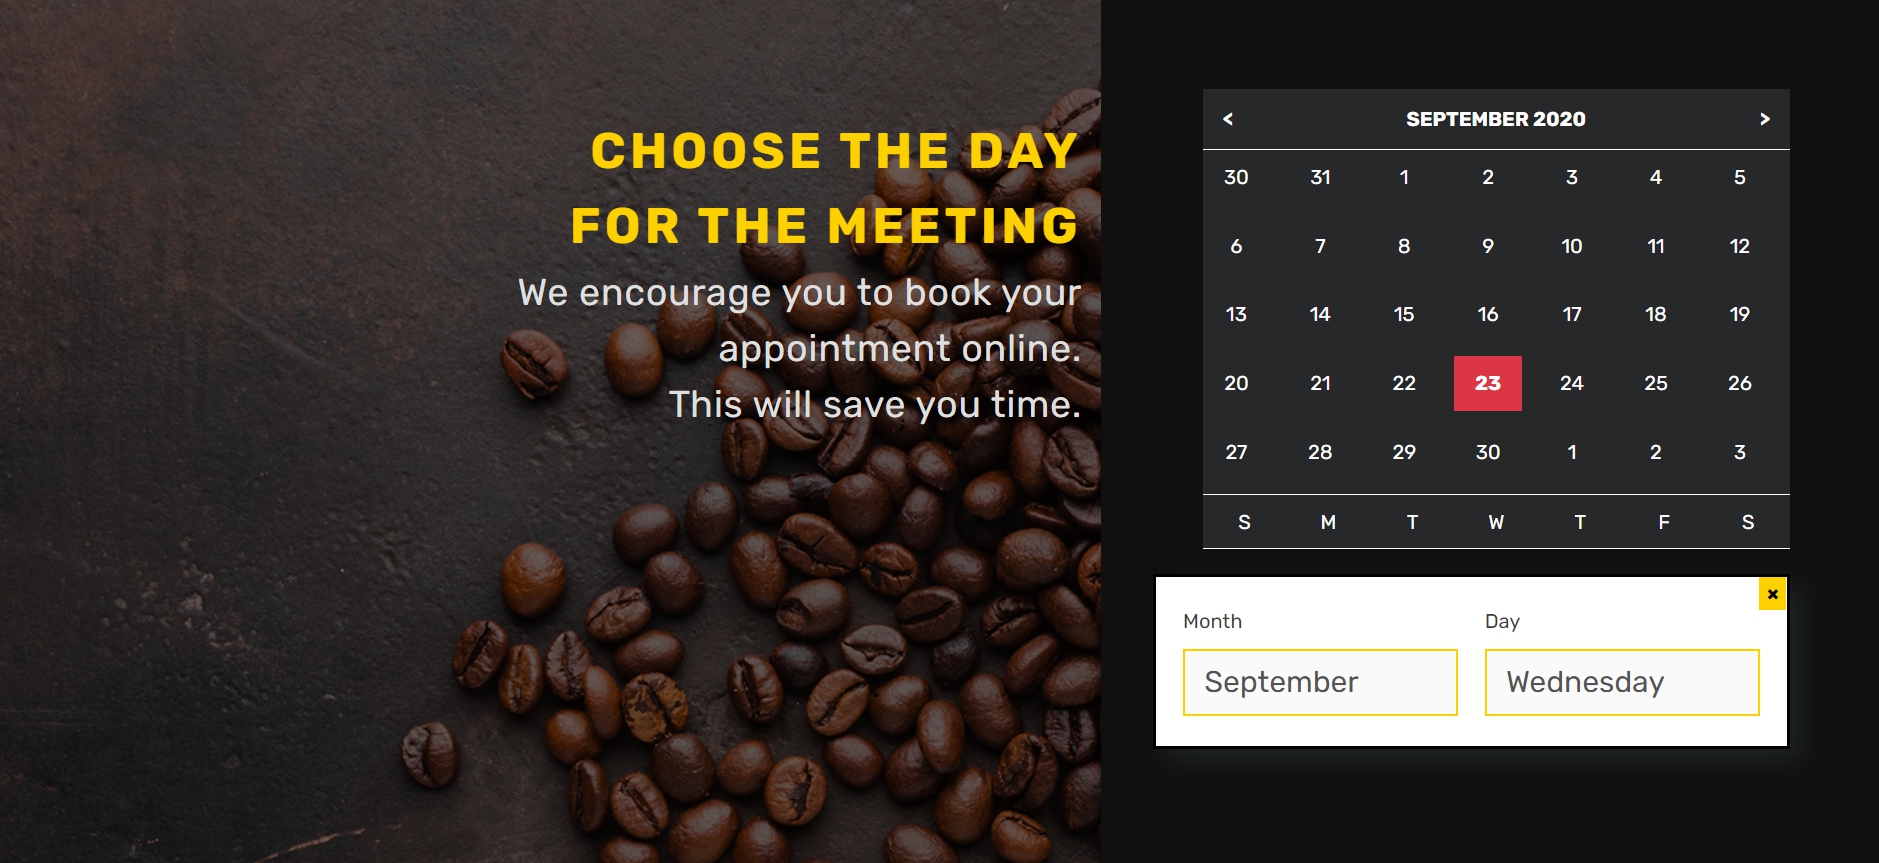 CHOOSE THE DAY
FOR THE MEETING
We encourage you to book your
appointment online.
This will save you time.
< SEPTEMBER 2020 >
30 31 1 2 3 4 5
6 7 8 9 10 11 12
13 14 15 16 17 18 19
20 21 22 23 24 25 26
27 28 29 30 1 2 3
S M T W T F S
×
Month Day
September Wednesday